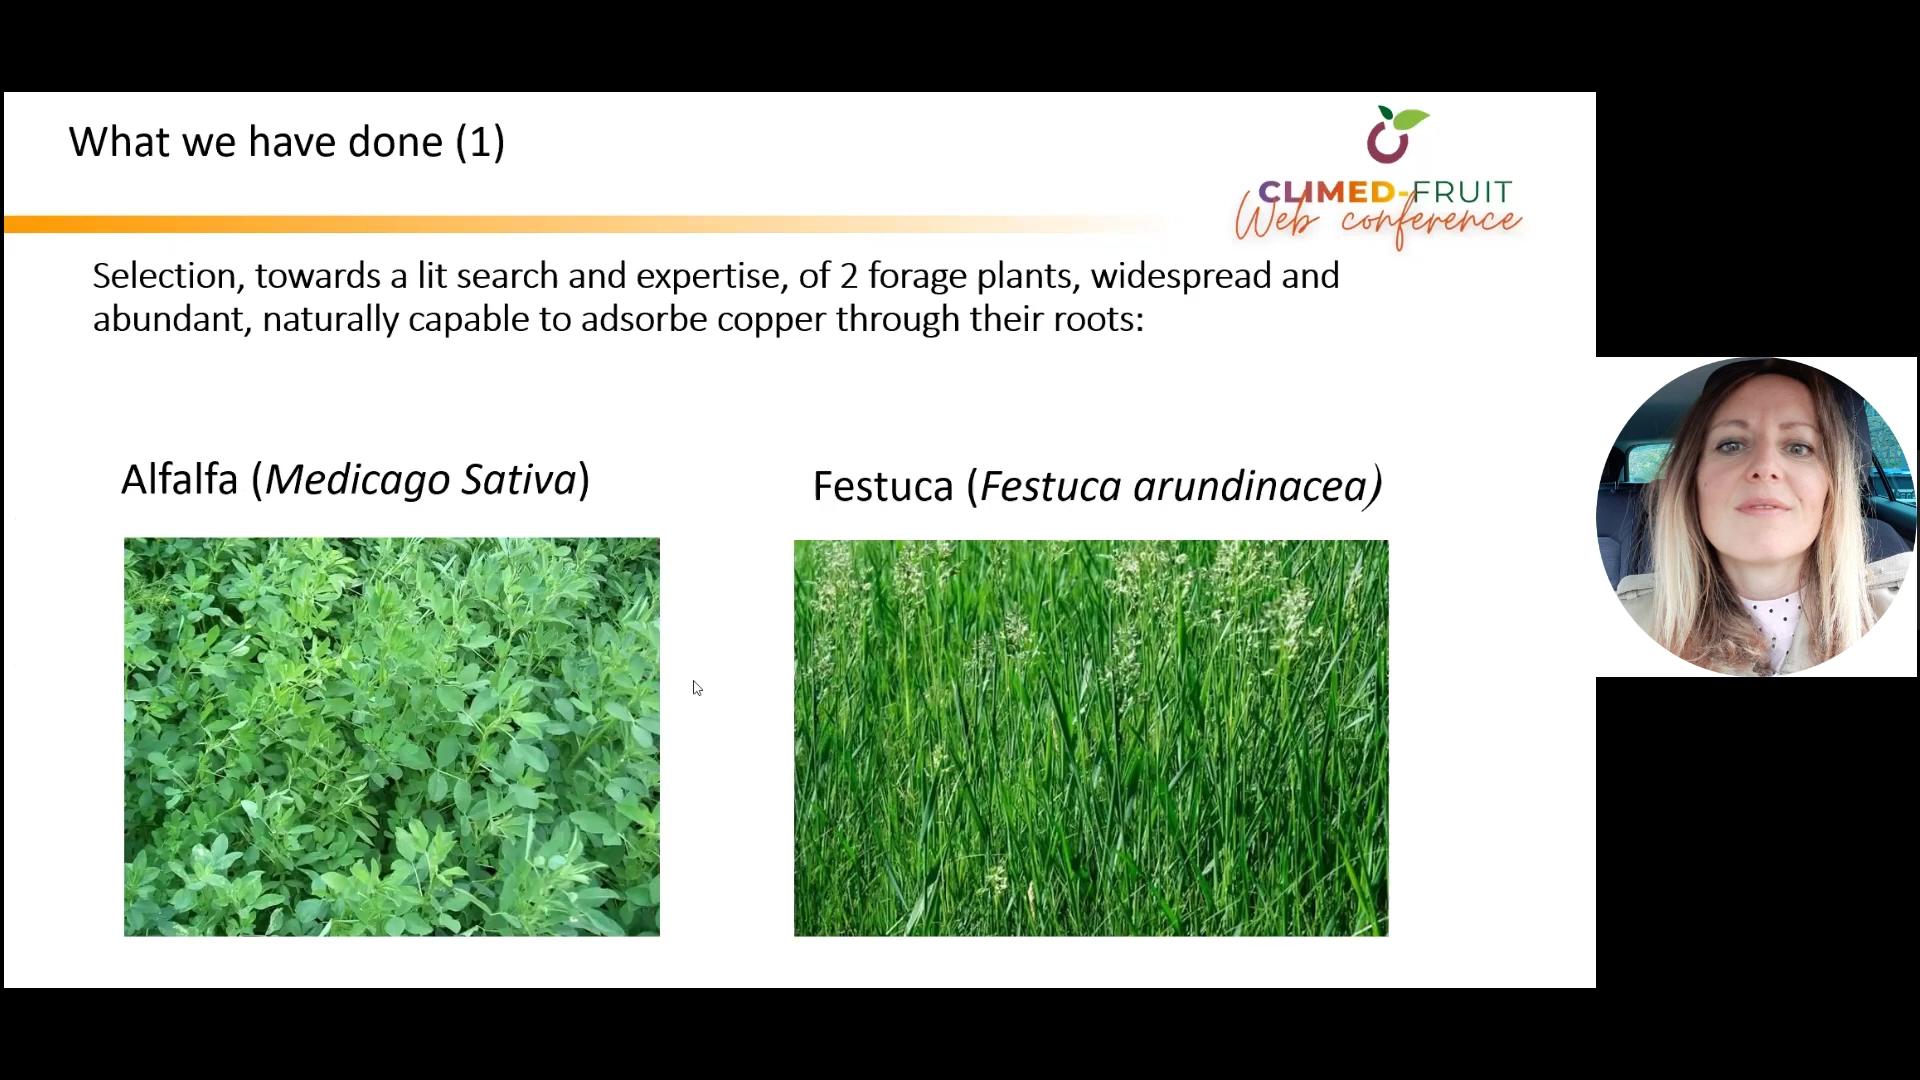 What we have done (1)
CLIMED-FRUIT
Web conference
Selection, towards a lit search and expertise, of 2 forage plants, widespread and
abundant, naturally capable to adsorbe copper through their roots:
Alfalfa (Medicago Sativa)
Festuca (Festuca arundinacea)